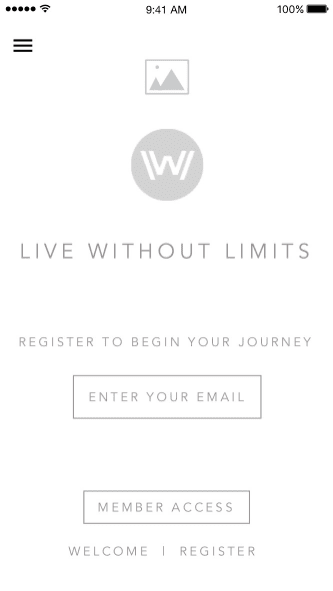 9:41 AM 100%
W
LIVE WITHOUT LIMITS
REGISTER TO BEGIN YOUR JOURNEY
ENTER YOUR EMAIL
MEMBER ACCESS
WELCOME | REGISTER